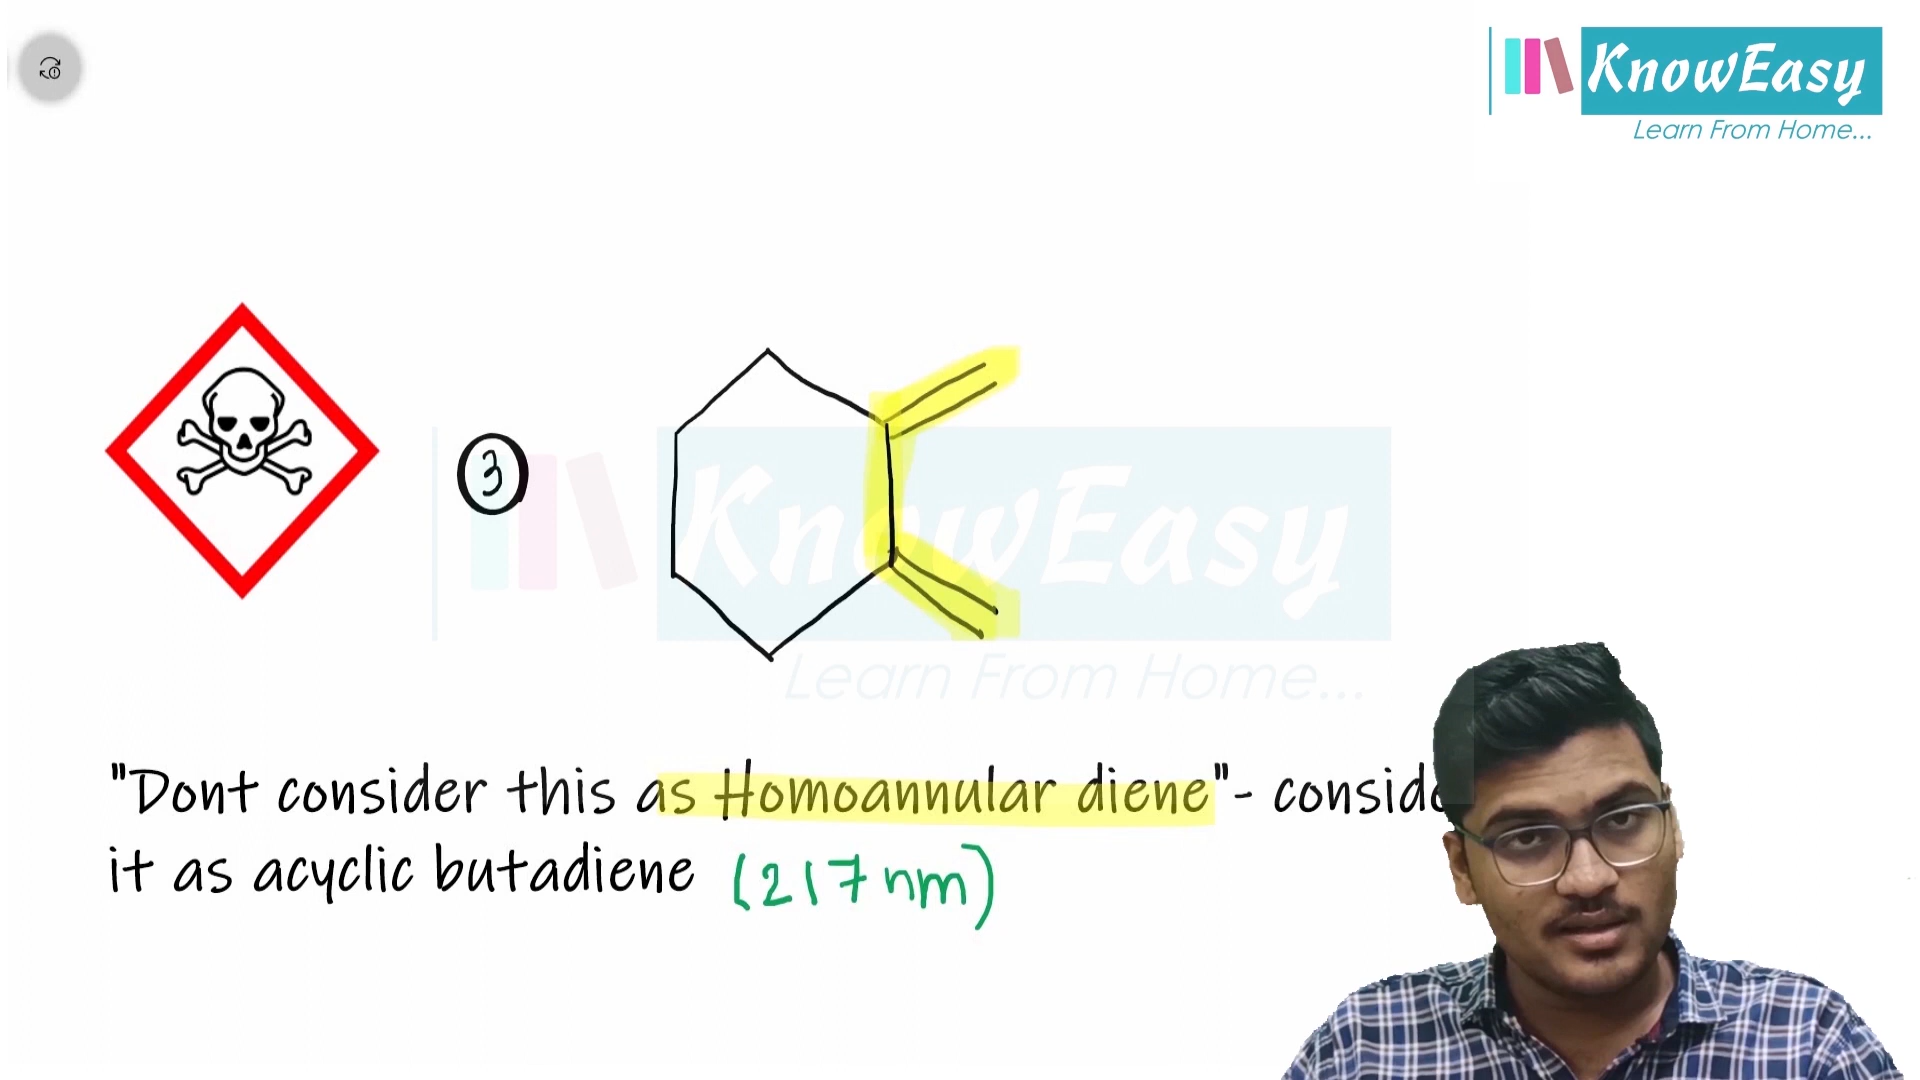 KnowEasy
Learn From Home...
3
KnowEasy
Learn From Home...
"Dont consider this as Homoannular diene"- conside
it as acyclic butadiene (217 nm)